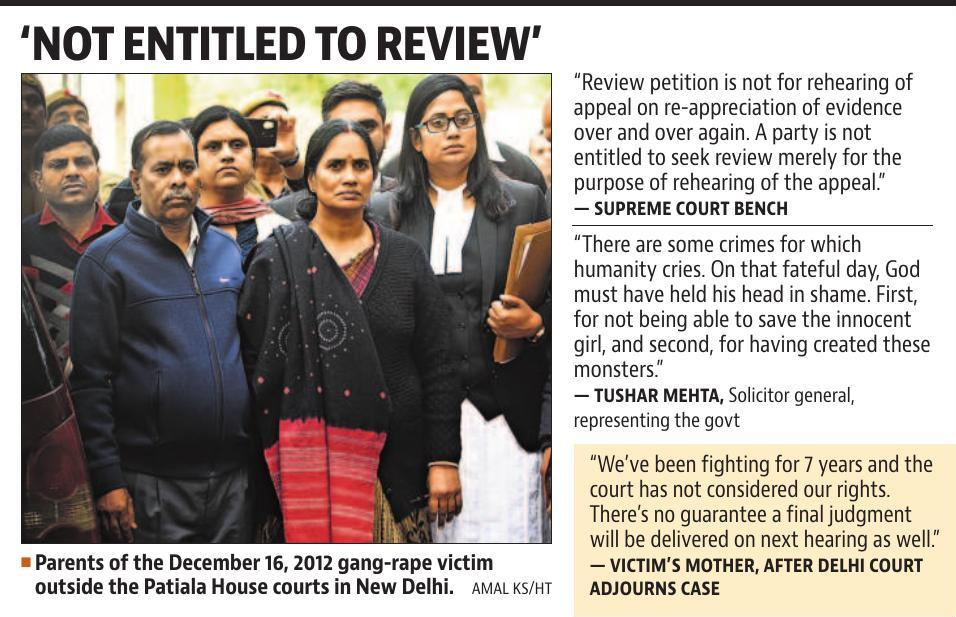 ‘NOT ENTITLED TO REVIEW’
“Review petition is not for rehearing of
appeal on re-appreciation of evidence
over and over again. A party is not
entitled to seek review merely for the
purpose of rehearing of the appeal.”
— SUPREME COURT BENCH
“There are some crimes for which
humanity cries. On that fateful day, God
must have held his head in shame. First,
for not being able to save the innocent
girl, and second, for having created these
monsters.”
— TUSHAR MEHTA, Solicitor general,
representing the govt
“We’ve been fighting for 7 years and the
court has not considered our rights.
There’s no guarantee a final judgment
will be delivered on next hearing as well.”
— VICTIM’S MOTHER, AFTER DELHI COURT
ADJOURNS CASE
Parents of the December 16, 2012 gang-rape victim
outside the Patiala House courts in New Delhi. AMAL KS/HT